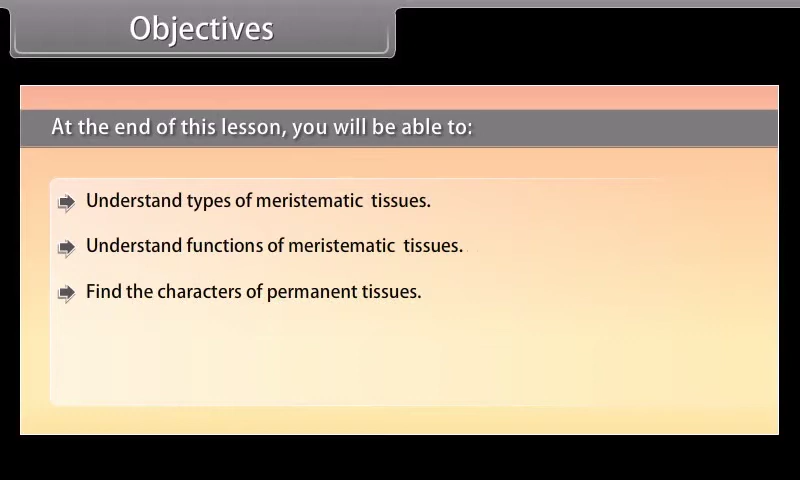 Objectives
At the end of this lesson, you will be able to:
Understand types of meristematic tissues.
Understand functions of meristematic tissues.
Find the characters of permanent tissues.